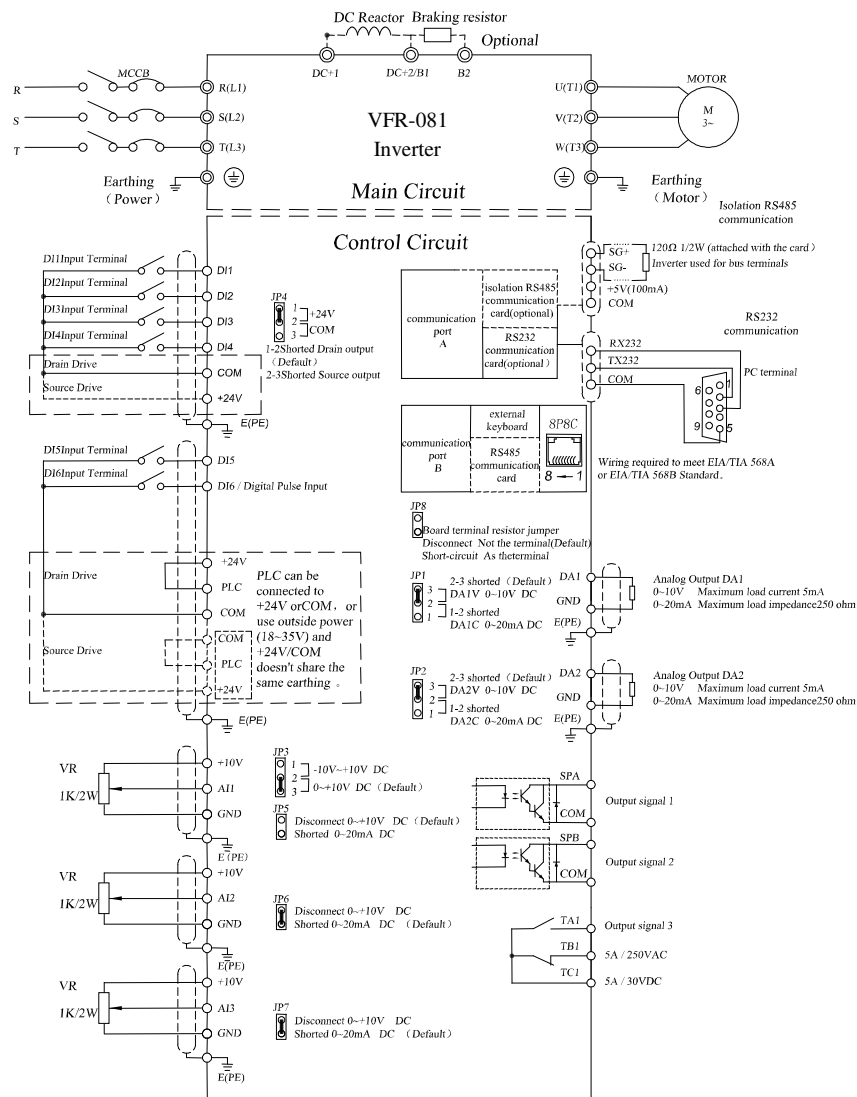 DC Reactor Braking resistor
Optional
DC+1
DC+2/B1
B2
MCCB
MOTOR
R
R(L1)
U(T1)
S
S(L2)
VFR-081
V(T2)
M
3~
T
T(L3)
Inverter
W(T3)
Earthing
(Power)
Main Circuit
Earthing
(Motor)
Isolation RS485
communication
Control Circuit
DI1Input Terminal
DI1
DI2Input Terminal
DI2
DI3Input Terminal
DI3
DI4Input Terminal
DI4
JP4
1
2
3
+24V
COM
1-2Shorted Drain output
(Default)
2-3Shorted Source output
Drain Drive
COM
Source Drive
+24V
E(PE)
communication
port
A
isolation RS485
communication
card(optional)
RS232
communication
card(optional)
SG+
SG-
+5V(100mA)
COM
120Ω 1/2W (attached with the card)
Inverter used for bus terminals
RS232
communication
RX232
TX232
COM
PC terminal
6
1
9
5
communication
port
B
external
keyboard
RS485
communication
card
8P8C
8 ← 1
Wiring required to meet EIA/TIA 568A
or EIA/TIA 568B Standard.
DI5Input Terminal
DI5
DI6Input Terminal
DI6 / Digital Pulse Input
JP8
Board terminal resistor jumper
Disconnect Not the terminal(Default)
Short-circuit As theterminal
Drain Drive
+24V
PLC
COM
Source Drive
COM
PLC
+24V
PLC can be
connected to
+24V orCOM, or
use outside power
(18~35V) and
+24V/COM
doesn't share the
same earthing 。
E(PE)
JP1
3
2
1
2-3 shorted (Default)
DA1V 0~10V DC
1-2 shorted
DA1C 0~20mA DC
DA1
GND
E(PE)
Analog Output DA1
0~10V Maximum load current 5mA
0~20mA Maximum load impedance250 ohm
JP2
3
2
1
2-3 shorted (Default)
DA2V 0~10V DC
1-2 shorted
DA2C 0~20mA DC
DA2
GND
E(PE)
Analog Output DA2
0~10V Maximum load current 5mA
0~20mA Maximum load impedance250 ohm
VR
1K/2W
+10V
AI1
GND
E (PE)
JP3
1
2
3
-10V~+10V DC
0~+10V DC (Default)
JP5
Disconnect 0~+10V DC (Default)
Shorted 0~20mA DC
SPA
COM
Output signal 1
SPB
COM
Output signal 2
VR
1K/2W
+10V
AI2
GND
E(PE)
JP6
Disconnect 0~+10V DC
Shorted 0~20mA DC (Default)
TA1
Output signal 3
TB1
5A / 250VAC
TC1
5A / 30VDC
VR
1K/2W
+10V
AI3
GND
E(PE)
JP7
Disconnect 0~+10V DC
Shorted 0~20mA DC (Default)